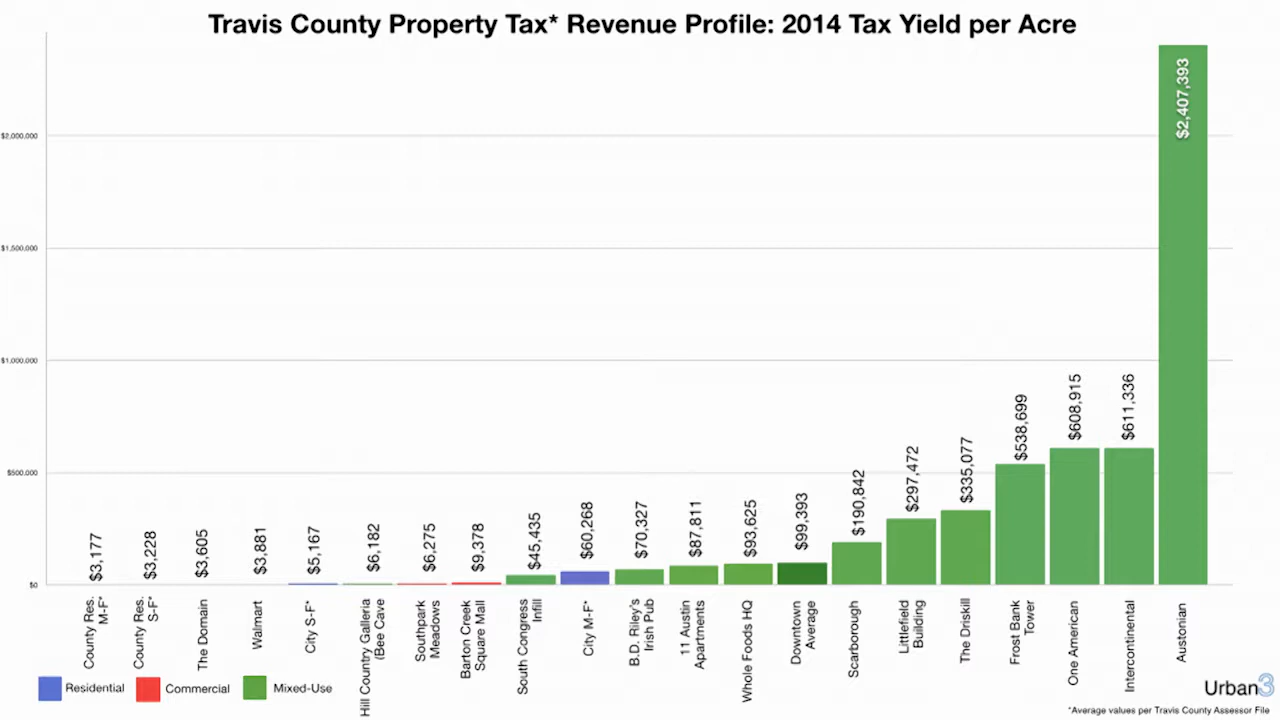 Travis County Property Tax* Revenue Profile: 2014 Tax Yield per Acre
$2,000,000
$1,500,000
$1,000,000
$500,000
$0
$3,177
$3,228
$3,605
$3,881
$5,167
$6,182
$6,275
$9,378
$45,435
$60,268
$70,327
$87,811
$93,625
$99,393
$190,842
$297,472
$335,077
$538,699
$608,915
$611,336
$2,407,393
County Res.
M-F*
County Res.
S-F*
The Domain
Walmart
City S-F*
Hill Country Galleria
(Bee Cave
Southpark
Meadows
Barton Creek
Square Mall
South Congress
Infill
City M-F*
B.D. Riley's
Irish Pub
11 Austin
Apartments
Whole Foods HQ
Downtown
Average
Scarborough
Littlefield
Building
The Driskill
Frost Bank
Tower
One American
Intercontinental
Austonian
Residential
Commercial
Mixed-Use
Urban3
*Average values per Travis County Assessor File